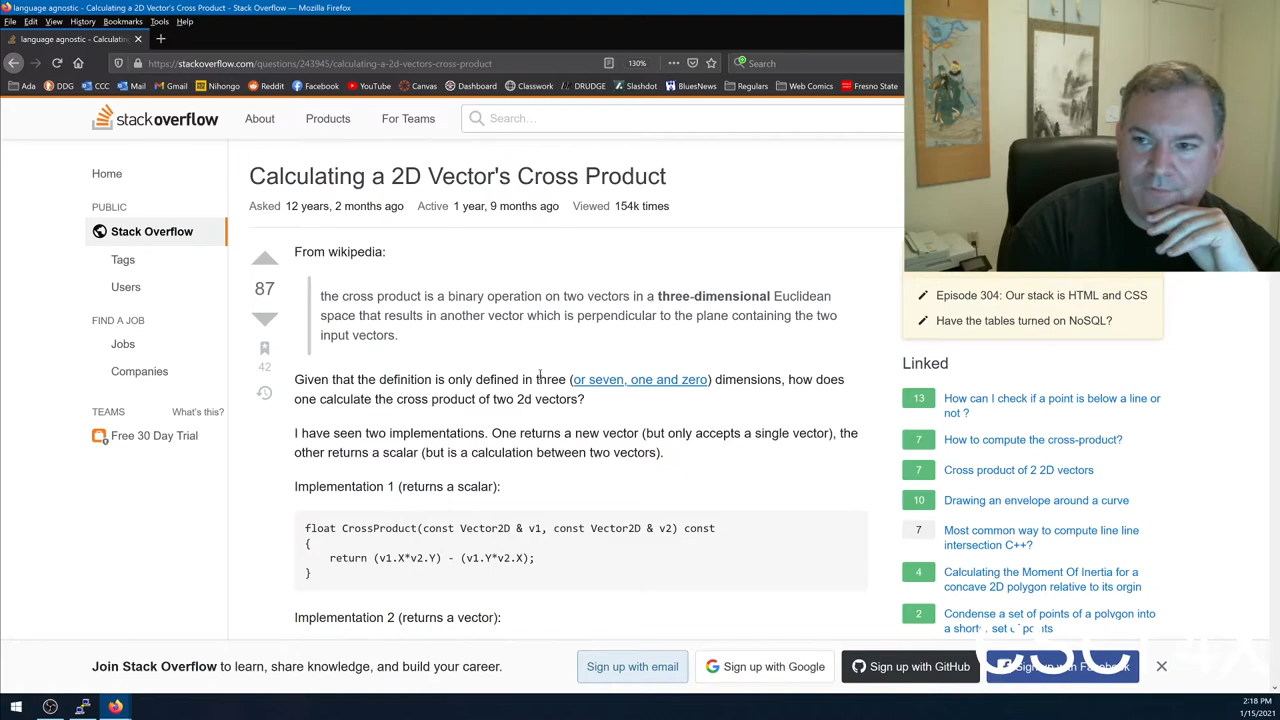 language agnostic - Calculating a 2D Vector's Cross Product - Stack Overflow - Mozilla Firefox
File Edit View History Bookmarks Tools Help
language agnostic - Calculating
https://stackoverflow.com/questions/243945/calculating-a-2d-vectors-cross-product
130%
Search
Ada DDG CCC Mail Gmail Nihongo Reddit Facebook YouTube Canvas Dashboard Classwork DRUDGE Slashdot BluesNews Regulars Web Comics Fresno State
stackoverflow
About Products For Teams
Search...
Home
PUBLIC
Stack Overflow
Tags
Users
FIND A JOB
Jobs
Companies
TEAMS What's this?
Free 30 Day Trial
Calculating a 2D Vector's Cross Product
Asked 12 years, 2 months ago Active 1 year, 9 months ago Viewed 154k times
87
42
From wikipedia:
the cross product is a binary operation on two vectors in a three-dimensional Euclidean
space that results in another vector which is perpendicular to the plane containing the two
input vectors.
Given that the definition is only defined in three (or seven, one and zero) dimensions, how does
one calculate the cross product of two 2d vectors?
I have seen two implementations. One returns a new vector (but only accepts a single vector), the
other returns a scalar (but is a calculation between two vectors).
Implementation 1 (returns a scalar):
float CrossProduct(const Vector2D & v1, const Vector2D & v2) const
{
return (v1.X*v2.Y) - (v1.Y*v2.X);
}
Implementation 2 (returns a vector):
Episode 304: Our stack is HTML and CSS
Have the tables turned on NoSQL?
Linked
13 How can I check if a point is below a line or
not ?
7 How to compute the cross-product?
7 Cross product of 2 2D vectors
10 Drawing an envelope around a curve
7 Most common way to compute line line
intersection C++?
4 Calculating the Moment Of Inertia for a
concave 2D polygon relative to its orgin
2 Condense a set of points of a polygon into
a shorter set of points
Join Stack Overflow to learn, share knowledge, and build your career.
Sign up with email
Sign up with Google
Sign up with GitHub
Sign up with Facebook
2:18 PM
1/15/2021